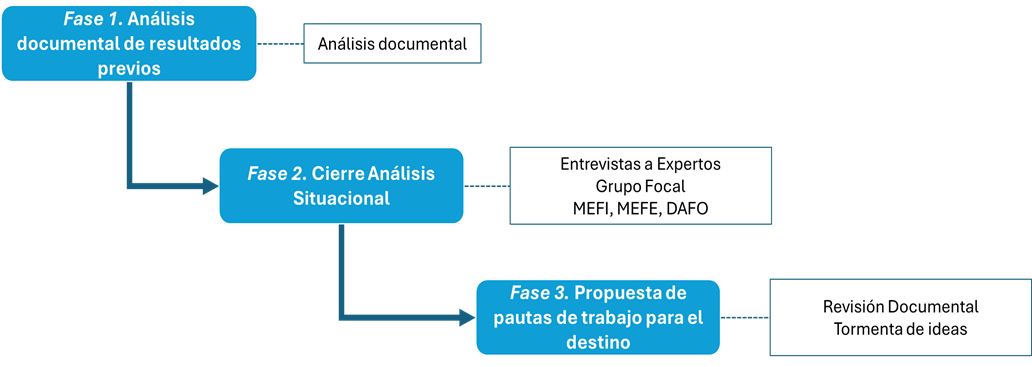 Fase 1. Análisis
documental de resultados
previos
Análisis documental
Fase 2. Cierre Análisis
Situacional
Entrevistas a Expertos
Grupo Focal
MEFI, MEFE, DAFO
Fase 3. Propuesta de
pautas de trabajo para el
destino
Revisión Documental
Tormenta de ideas